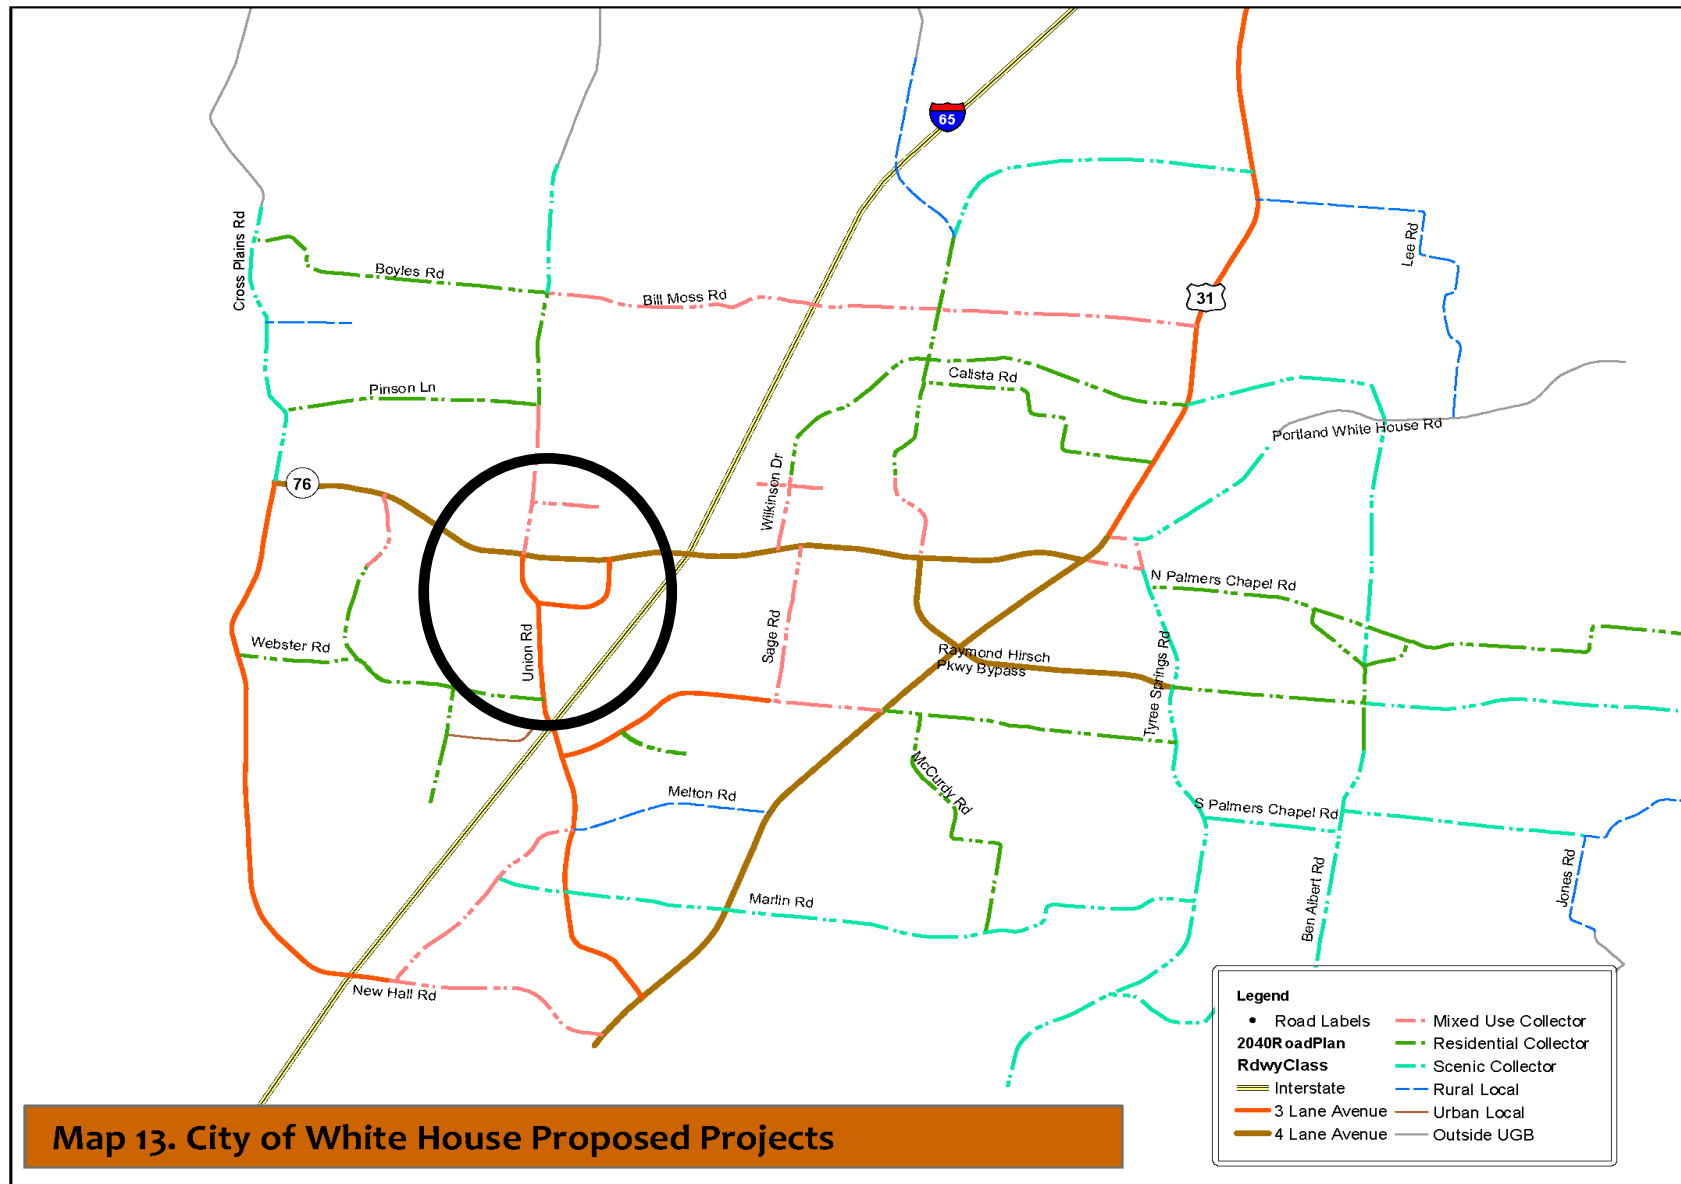 65
Cross Plains Rd
Lee Rd
Boyles Rd
Bill Moss Rd
31
Pinson Ln
Calista Rd
Portland White House Rd
76
Wilkinson Dr
N Palmers Chapel Rd
Webster Rd
Union Rd
Sage Rd
Raymond Hirsch
Pkwy Bypass
Tyree Springs Rd
McCurdy Rd
Melton Rd
S Palmers Chapel Rd
Marlin Rd
Ben Albert Rd
Jones Rd
New Hall Rd
Legend
Road Labels
2040RoadPlan
RdwyClass
Interstate
3 Lane Avenue
4 Lane Avenue
Mixed Use Collector
Residential Collector
Scenic Collector
Rural Local
Urban Local
Outside UGB
Map 13. City of White House Proposed Projects